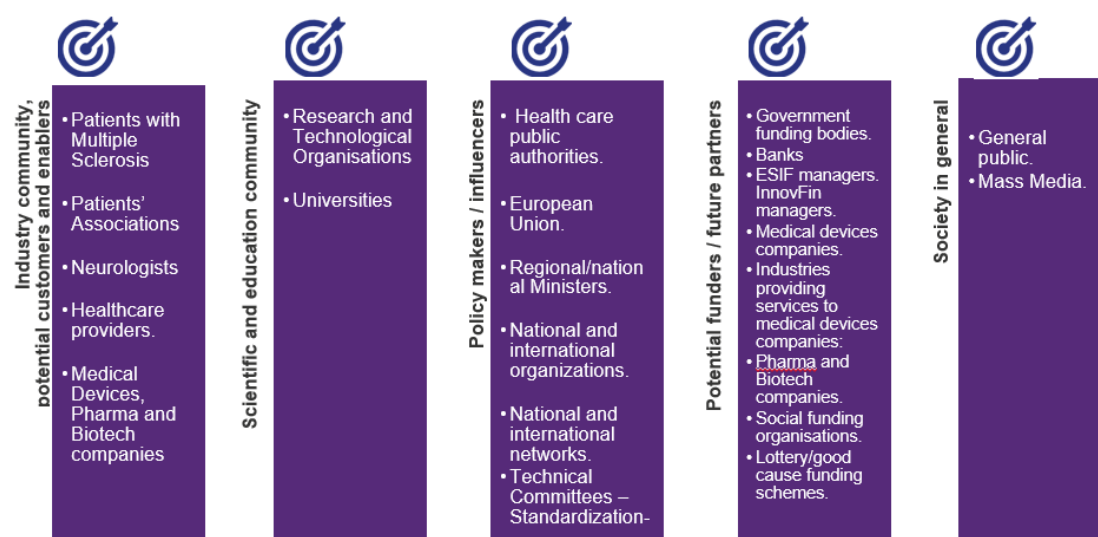 Industry community,
potential customers and enablers
• Patients with
Multiple
Sclerosis
• Patients’
Associations
• Neurologists
• Healthcare
providers.
• Medical
Devices,
Pharma and
Biotech
companies
Scientific and education community
• Research and
Technological
Organisations
• Universities
Policy makers / influencers
• Health care
public
authorities.
• European
Union.
• Regional/nation
al Ministers.
• National and
international
organizations.
• National and
international
networks.
• Technical
Committees –
Standardization-
Potential funders / future partners
• Government
funding bodies.
• Banks
• ESIF managers.
InnovFin
managers.
• Medical devices
companies.
• Industries
providing
services to
medical devices
companies:
• Pharma and
Biotech
companies.
• Social funding
organisations.
• Lottery/good
cause funding
schemes.
Society in general
• General
public.
• Mass Media.